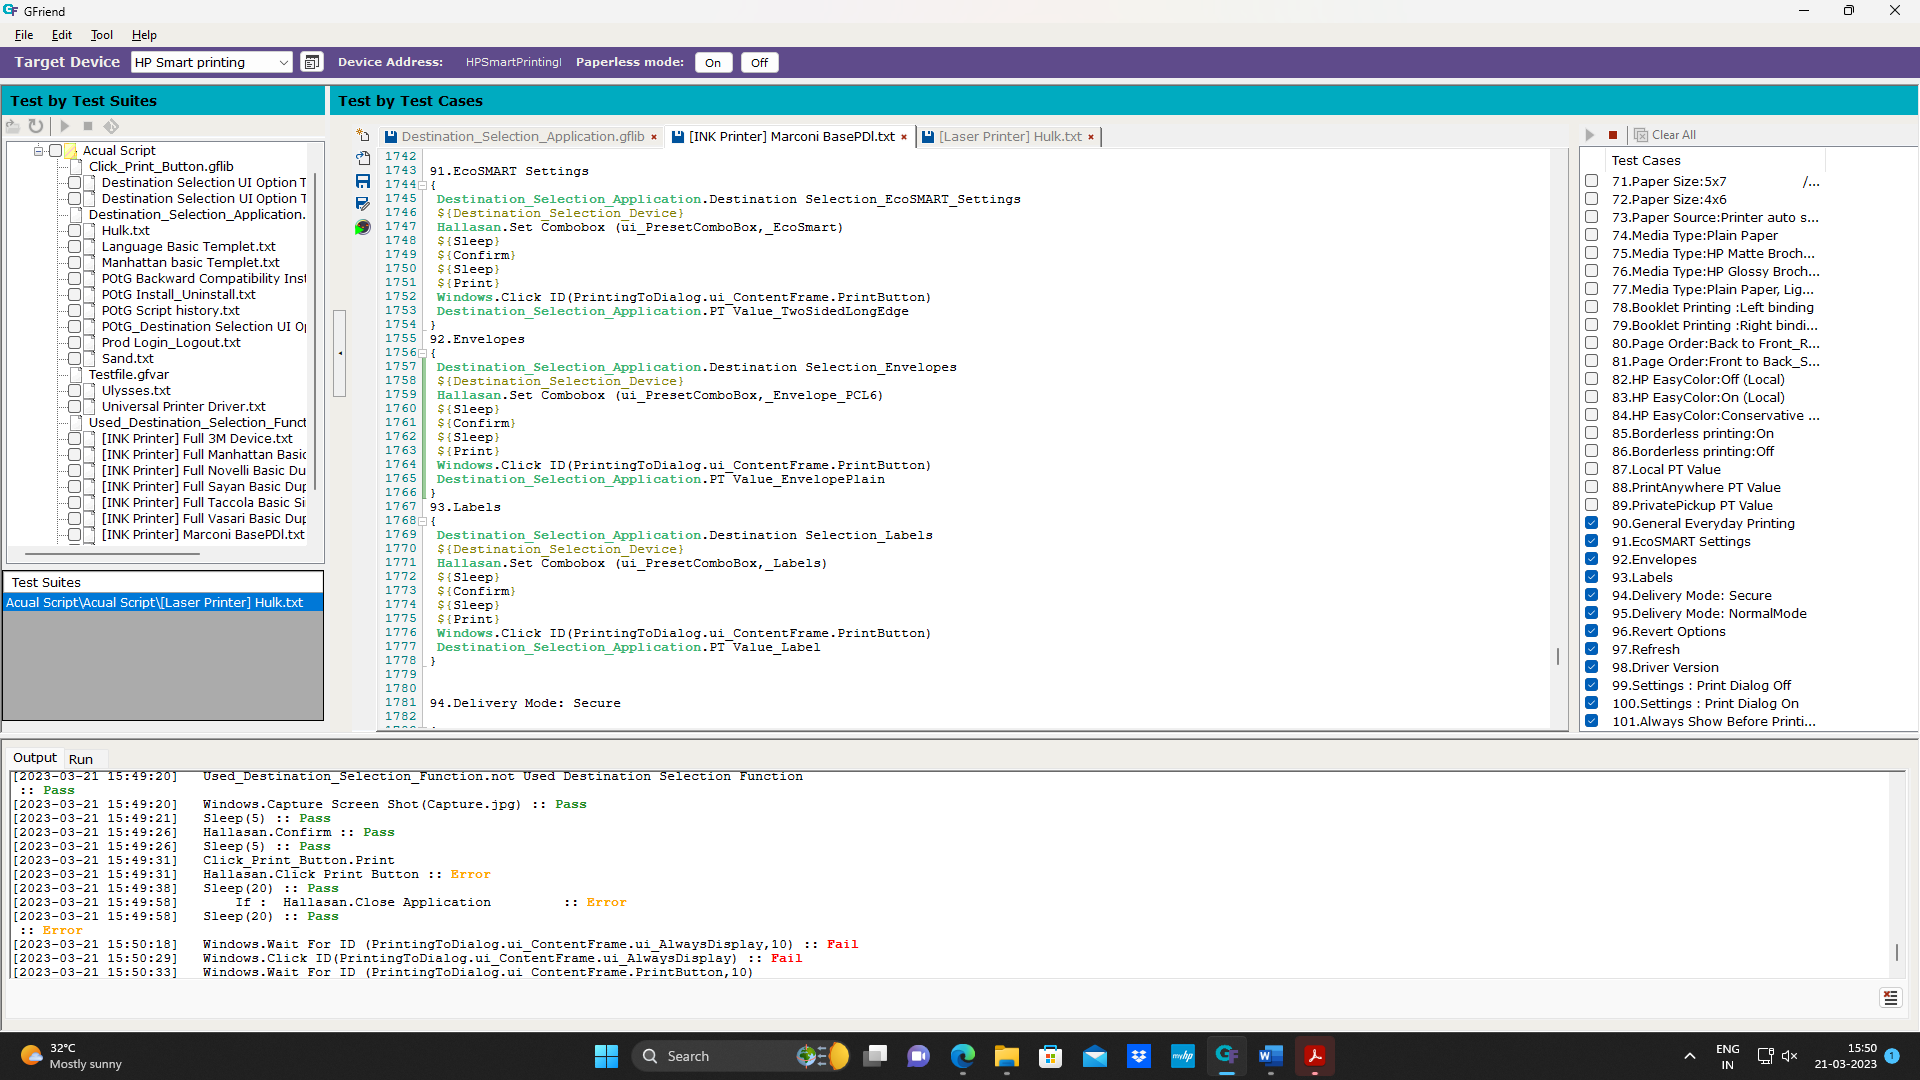 GFriend
File Edit Tool Help
Target Device HP Smart printing Device Address: HPSmartPrintingI Paperless mode: On Off
Test by Test Suites
Acual Script
Click_Print_Button.gflib
Destination Selection UI Option T
Destination Selection UI Option T
Destination_Selection_Application.
Hulk.txt
Language Basic Templet.txt
Manhattan basic Templet.txt
POtG Backward Compatibility Inst
POtG Install_Uninstall.txt
POtG Script history.txt
POtG_Destination Selection UI Op
Prod Login_Logout.txt
Sand.txt
Testfile.gfvar
Ulysses.txt
Universal Printer Driver.txt
Used_Destination_Selection_Funct
[INK Printer] Full 3M Device.txt
[INK Printer] Full Manhattan Basic
[INK Printer] Full Novelli Basic Du
[INK Printer] Full Sayan Basic Dup
[INK Printer] Full Taccola Basic Si
[INK Printer] Full Vasari Basic Dup
[INK Printer] Marconi BasePDl.txt
Test Suites
Acual Script\Acual Script\[Laser Printer] Hulk.txt
Test by Test Cases
Destination_Selection_Application.gflib × [INK Printer] Marconi BasePDl.txt × [Laser Printer] Hulk.txt ×
1742
1743 91.EcoSMART Settings
1744 {
1745 Destination_Selection_Application.Destination Selection_EcoSMART_Settings
1746 ${Destination_Selection_Device}
1747 Hallasan.Set Combobox (ui_PresetComboBox,_EcoSmart)
1748 ${Sleep}
1749 ${Confirm}
1750 ${Sleep}
1751 ${Print}
1752 Windows.Click ID(PrintingToDialog.ui_ContentFrame.PrintButton)
1753 Destination_Selection_Application.PT Value_TwoSidedLongEdge
1754 }
1755 92.Envelopes
1756 {
1757 Destination_Selection_Application.Destination Selection_Envelopes
1758 ${Destination_Selection_Device}
1759 Hallasan.Set Combobox (ui_PresetComboBox,_Envelope_PCL6)
1760 ${Sleep}
1761 ${Confirm}
1762 ${Sleep}
1763 ${Print}
1764 Windows.Click ID(PrintingToDialog.ui_ContentFrame.PrintButton)
1765 Destination_Selection_Application.PT Value_EnvelopePlain
1766 }
1767 93.Labels
1768 {
1769 Destination_Selection_Application.Destination Selection_Labels
1770 ${Destination_Selection_Device}
1771 Hallasan.Set Combobox (ui_PresetComboBox,_Labels)
1772 ${Sleep}
1773 ${Confirm}
1774 ${Sleep}
1775 ${Print}
1776 Windows.Click ID(PrintingToDialog.ui_ContentFrame.PrintButton)
1777 Destination_Selection_Application.PT Value_Label
1778 }
1779
1780
1781 94.Delivery Mode: Secure
1782
Clear All
Test Cases
71.Paper Size:5x7 /...
72.Paper Size:4x6
73.Paper Source:Printer auto s...
74.Media Type:Plain Paper
75.Media Type:HP Matte Broch...
76.Media Type:HP Glossy Broch...
77.Media Type:Plain Paper, Lig...
78.Booklet Printing :Left binding
79.Booklet Printing :Right bindi...
80.Page Order:Back to Front_R...
81.Page Order:Front to Back_S...
82.HP EasyColor:Off (Local)
83.HP EasyColor:On (Local)
84.HP EasyColor:Conservative ...
85.Borderless printing:On
86.Borderless printing:Off
87.Local PT Value
88.PrintAnywhere PT Value
89.PrivatePickup PT Value
90.General Everyday Printing
91.EcoSMART Settings
92.Envelopes
93.Labels
94.Delivery Mode: Secure
95.Delivery Mode: NormalMode
96.Revert Options
97.Refresh
98.Driver Version
99.Settings : Print Dialog Off
100.Settings : Print Dialog On
101.Always Show Before Printi...
Output Run
[2023-03-21 15:49:20] Used_Destination_Selection_Function.not Used Destination Selection Function
:: Pass
[2023-03-21 15:49:20] Windows.Capture Screen Shot(Capture.jpg) :: Pass
[2023-03-21 15:49:21] Sleep(5) :: Pass
[2023-03-21 15:49:26] Hallasan.Confirm :: Pass
[2023-03-21 15:49:26] Sleep(5) :: Pass
[2023-03-21 15:49:31] Click_Print_Button.Print
[2023-03-21 15:49:31] Hallasan.Click Print Button :: Error
[2023-03-21 15:49:38] Sleep(20) :: Pass
[2023-03-21 15:49:58] If : Hallasan.Close Application :: Error
[2023-03-21 15:49:58] Sleep(20) :: Pass
:: Error
[2023-03-21 15:50:18] Windows.Wait For ID (PrintingToDialog.ui_ContentFrame.ui_AlwaysDisplay,10) :: Fail
[2023-03-21 15:50:29] Windows.Click ID(PrintingToDialog.ui_ContentFrame.ui_AlwaysDisplay) :: Fail
[2023-03-21 15:50:33] Windows.Wait For ID (PrintingToDialog.ui_ContentFrame.PrintButton,10)
32°C
Mostly sunny
Search
myhp
ENG
IN
15:50
21-03-2023
1